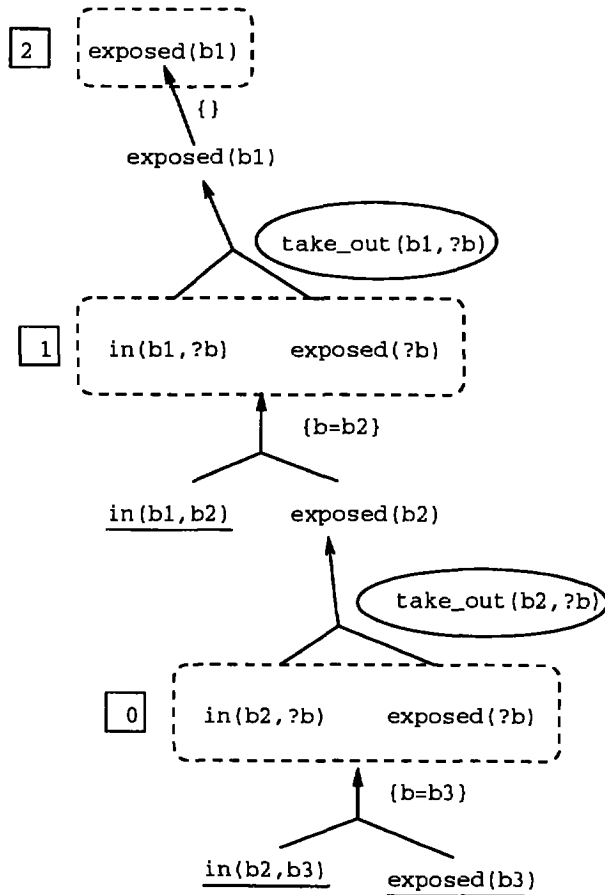 2 exposed(b1)
{}
exposed(b1)
take_out(b1,?b)
1 in(b1,?b) exposed(?b)
{b=b2}
in(b1,b2) exposed(b2)
take_out(b2,?b)
0 in(b2,?b) exposed(?b)
{b=b3}
in(b2,b3) exposed(b3)